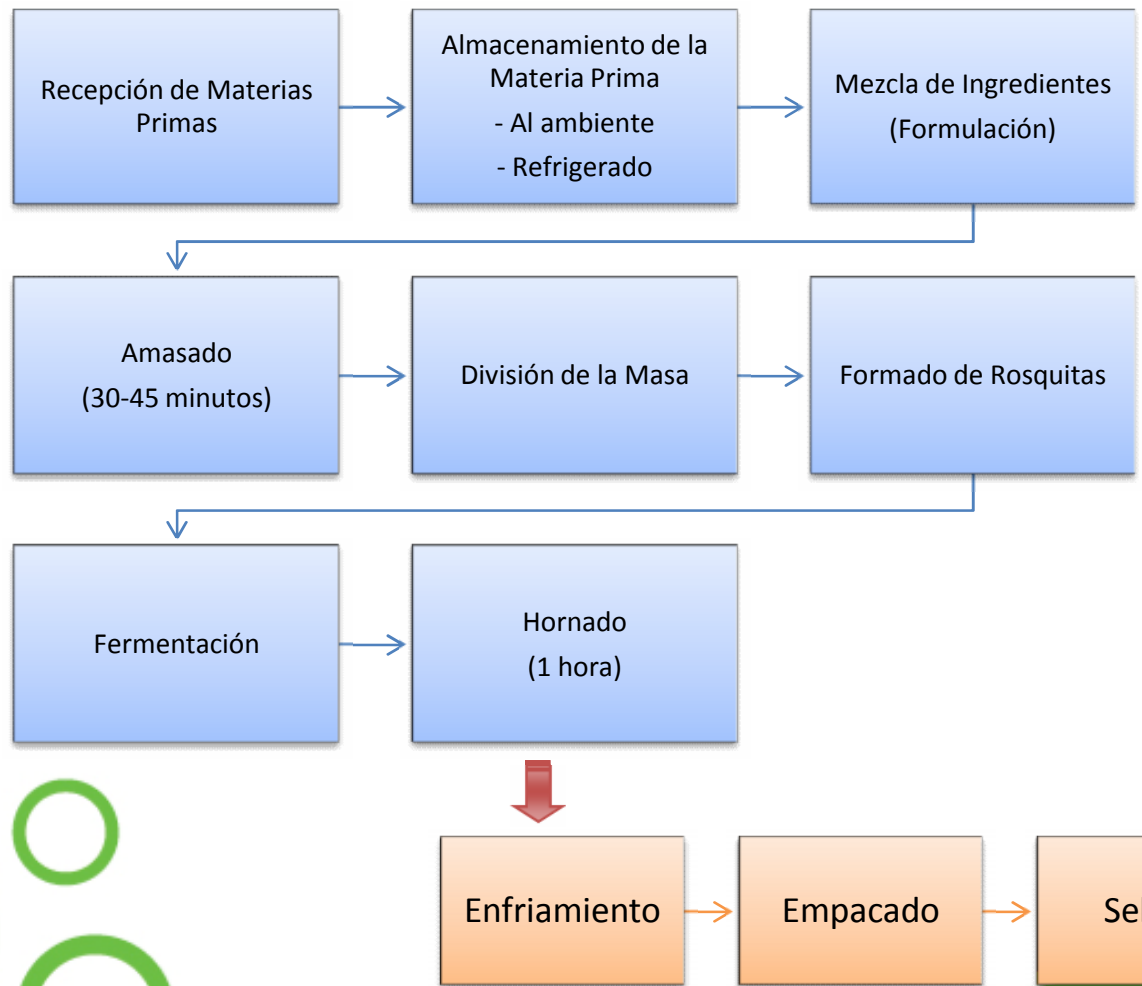 Recepción de Materias
Primas
Almacenamiento de la
Materia Prima
- Al ambiente
- Refrigerado
Mezcla de Ingredientes
(Formulación)
Amasado
(30-45 minutos)
División de la Masa
Formado de Rosquitas
Fermentación
Hornado
(1 hora)
Enfriamiento
Empacado